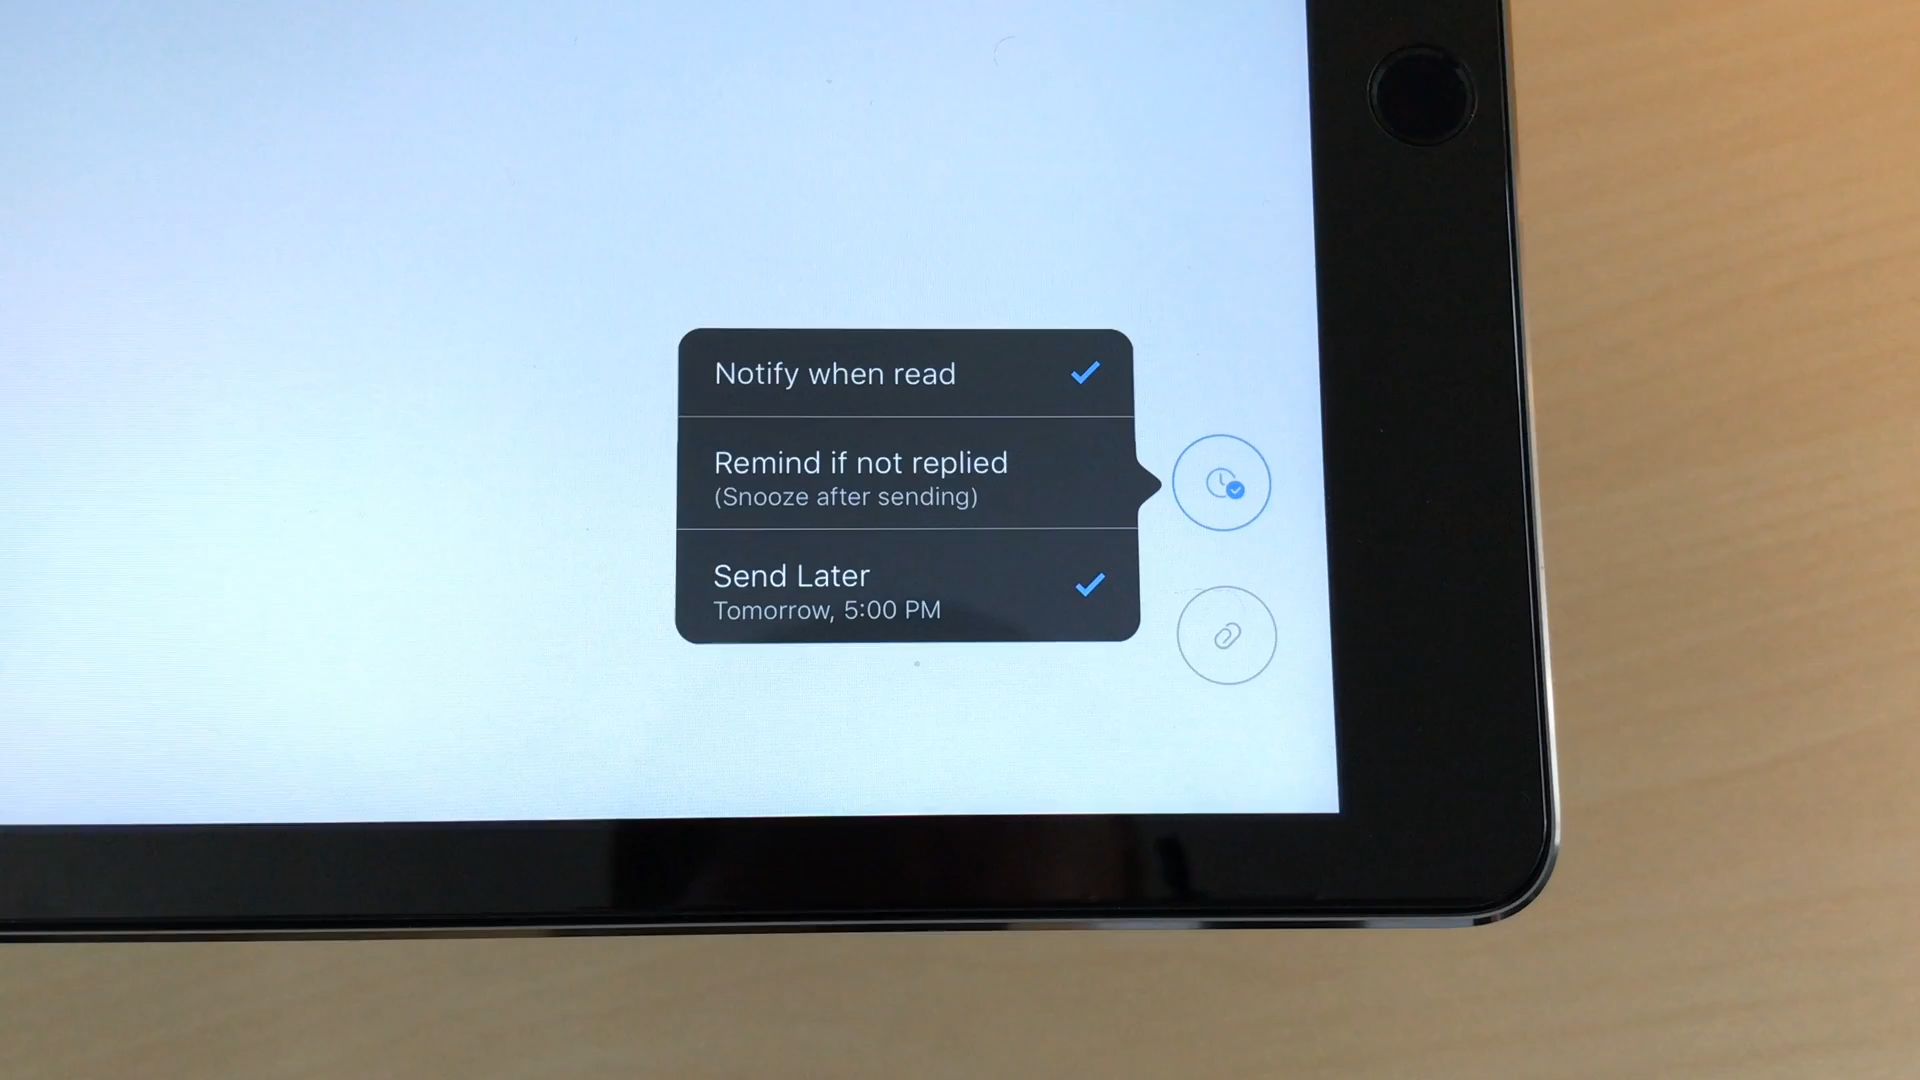 Notify when read
Remind if not replied
(Snooze after sending)
Send Later
Tomorrow, 5:00 PM